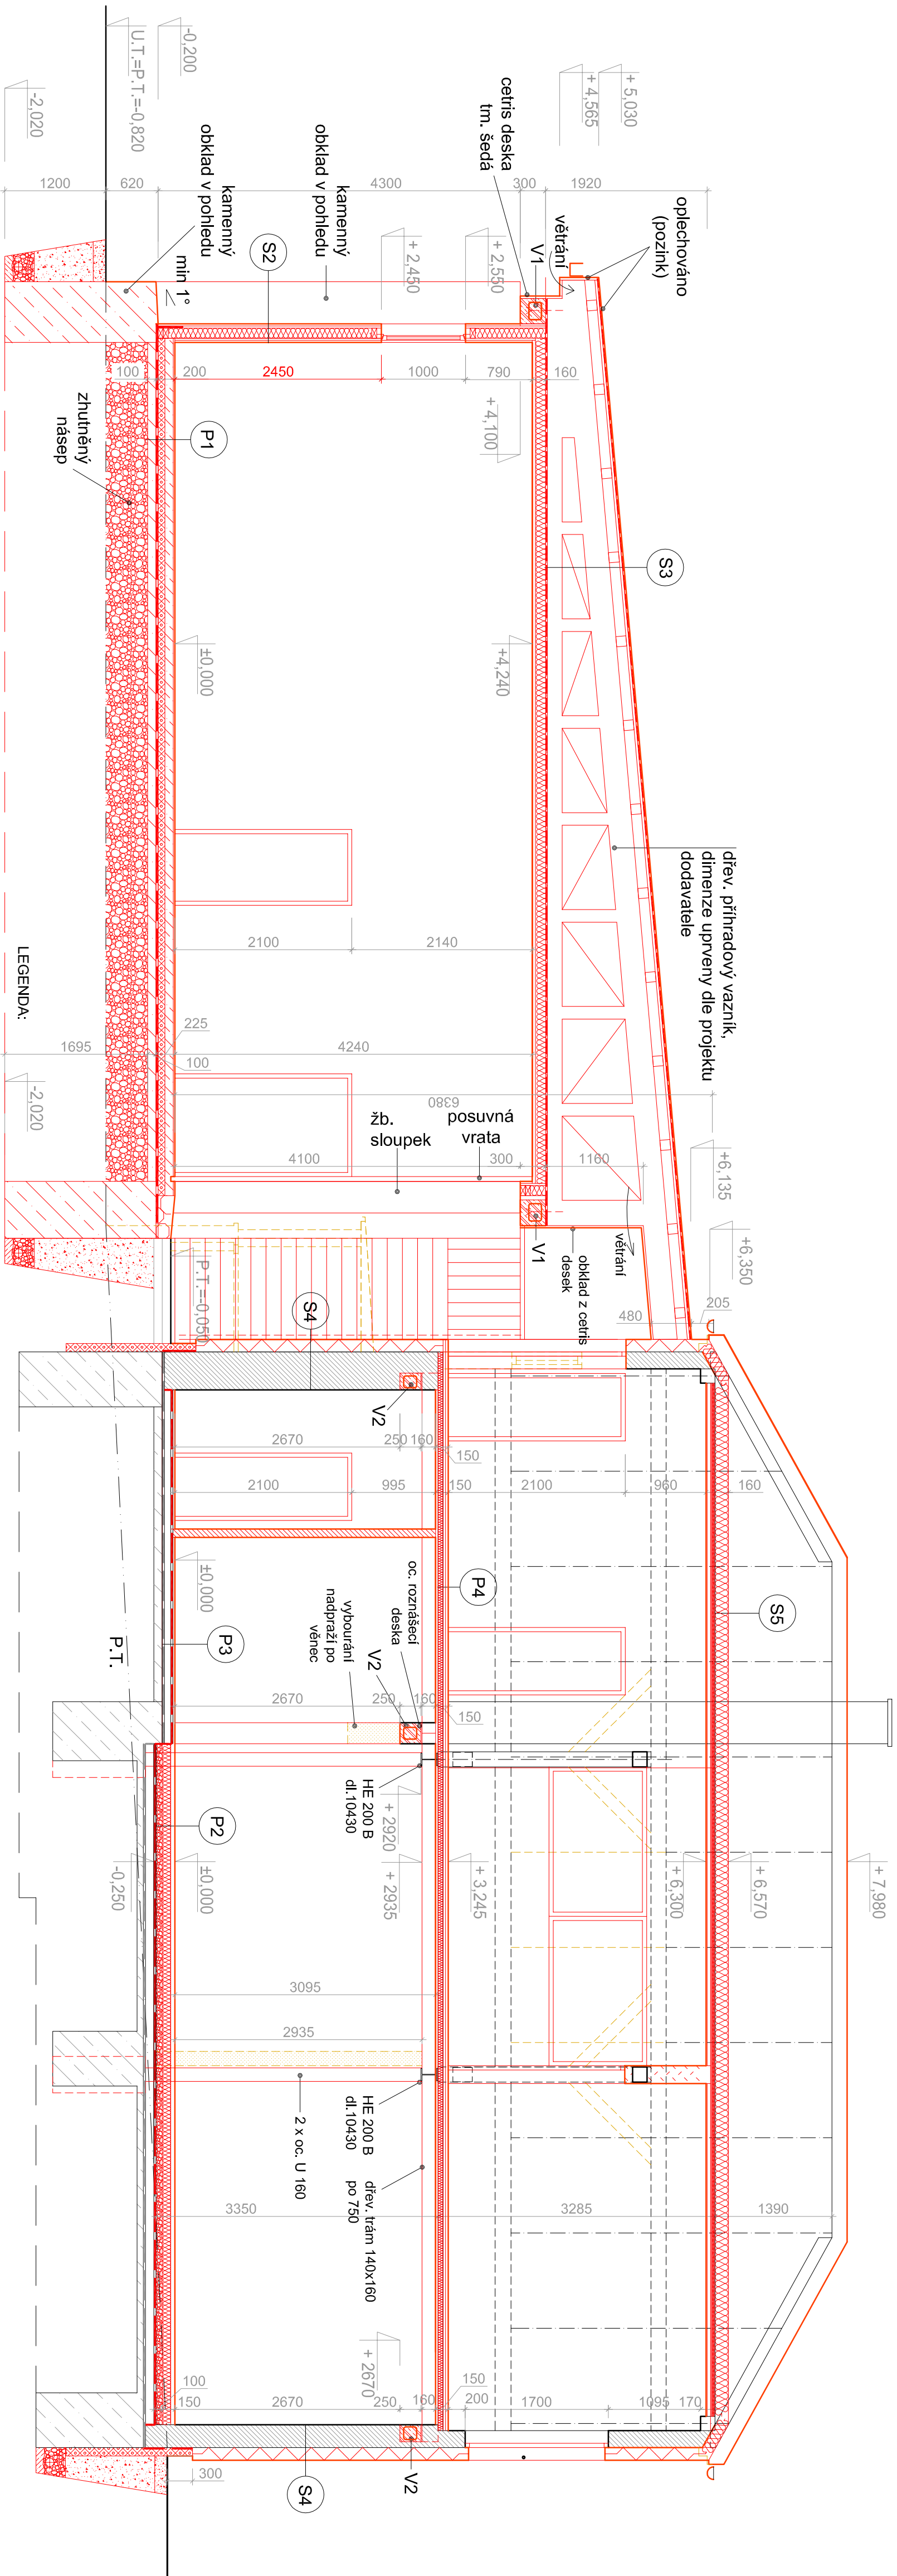 -0,200
U.T.=P.T.=-0,820
-2,020
+ 5,030
+ 4,565
1200
620
4300
300
1920
cetris deska
tm. šedá
oplechováno
(pozink)
větrání
V1
kamenný
obklad v pohledu
kamenný
obklad v pohledu
min 1°
S2
+ 2,450
+ 2,550
100
200
2450
1000
790
160
+ 4,100
P1
zhutněný
násep
S3
±0,000
+4,240
dřev. příhradový vazník,
dimenze uprveny dle projektu
dodavatele
2100
2140
LEGENDA:
225
100
1695
4240
6380
-2,020
žb.
sloupek
posuvná
vrata
4100
300
1160
+6,135
+6,350
větrání
V1
obklad z cetris
desek
P.T.=-0,050
S4
480
205
V2
2670
250
160
150
2100
995
150
2100
960
160
±0,000
oc. roznášecí
deska
P4
S5
P.T.
P3
vybourání
nadpraží po
věnec
V2
2670
250
160
150
HE 200 B
dl.10430
P2
+ 2920
-0,250
±0,000
+ 2935
+ 3,245
+ 6,300
+ 6,570
+ 7,980
3095
2935
HE 200 B
dl.10430
2 x oc. U 160
dřev. trám 140x160
po 750
3350
3285
1390
+ 2670
100
150
2670
250
160
150
200
1700
1095
170
300
S4
V2